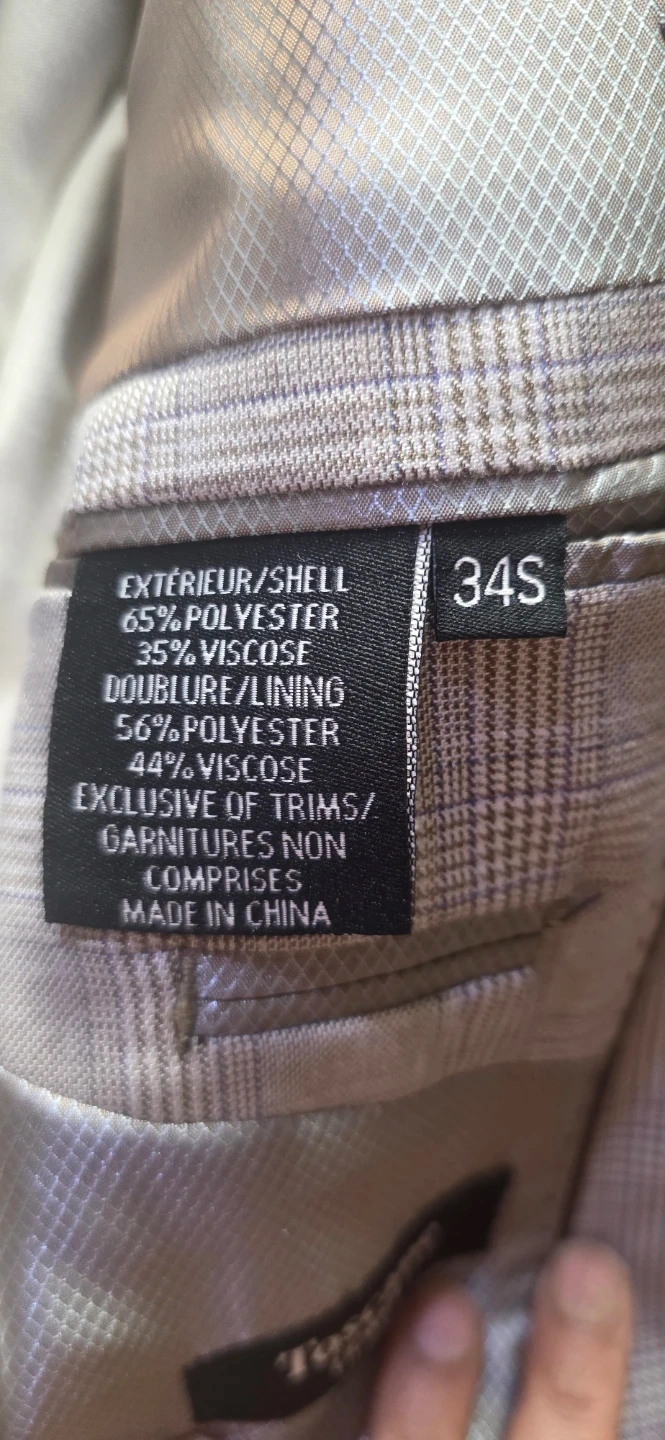 EXTÉRIEUR/SHELL
65%POLYESTER
35%VISCOSE
DOUBLURE/LINING
56%POLYESTER
44%VISCOSE
EXCLUSIVE OF TRIMS/
GARNITURES NON
COMPRISES
MADE IN CHINA
34S